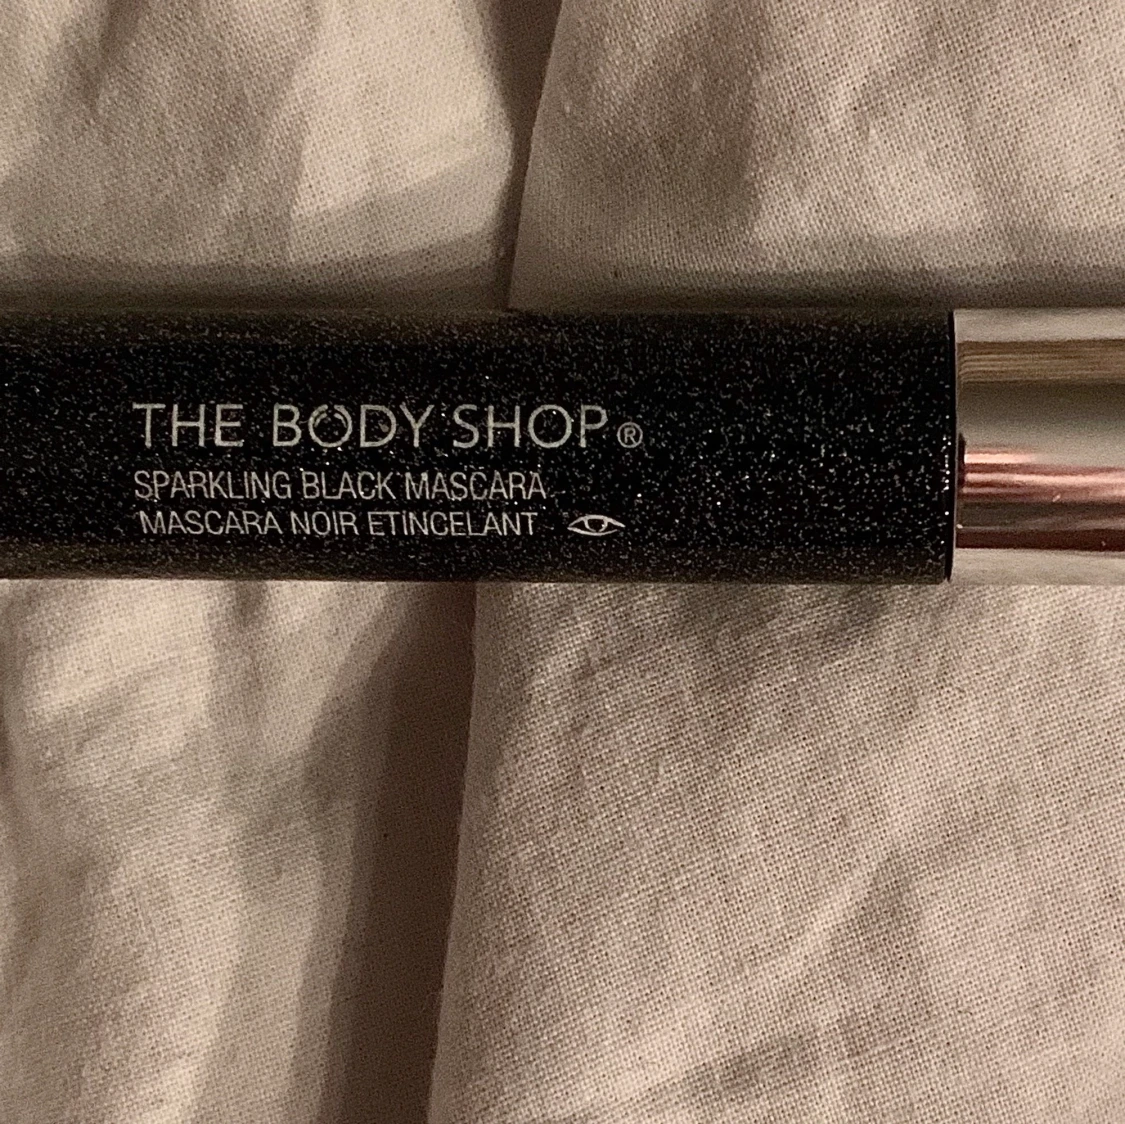 THE BODY SHOP®
SPARKLING BLACK MASCARA
MASCARA NOIR ETINCELANT